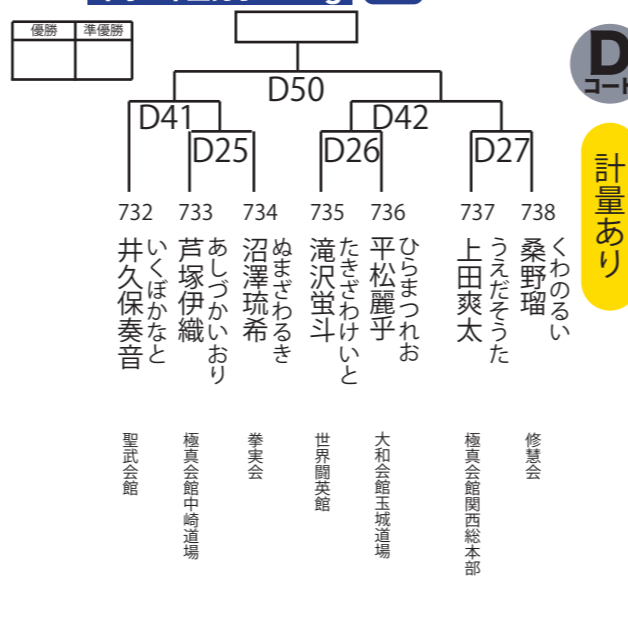 優勝
準優勝
D
コート
計量あり
D50
D41
D42
D25
D26
D27
732
733
734
735
736
737
738
いくぼかなと
井久保奏音
あしづかいおり
芦塚伊織
ぬまざわるき
沼澤琉希
たきざわけいと
滝沢蛍斗
ひらまつれお
平松麗乎
うえだそうた
上田爽太
くわのるい
桑野瑠
聖武会館
極真会館中崎道場
拳実会
世界闘英館
大和会館玉城道場
極真会館関西総本部
修慧会